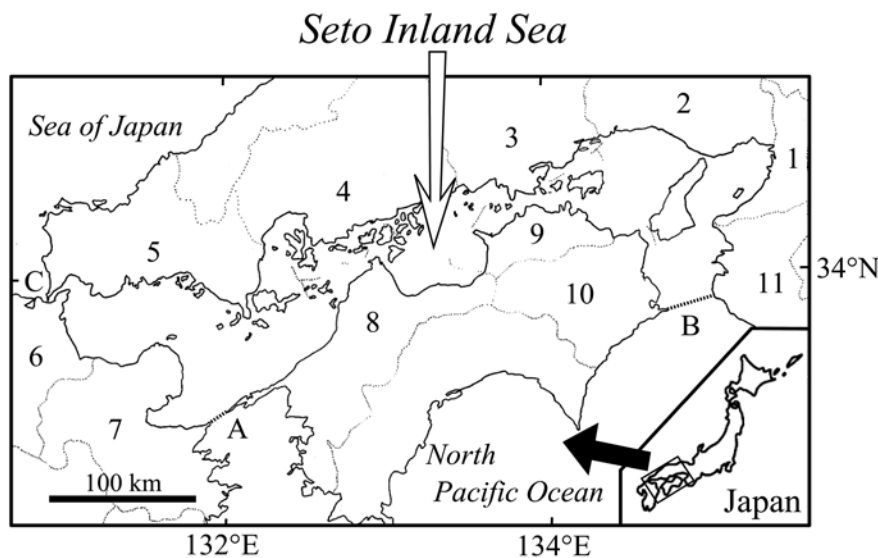 Seto Inland Sea
Sea of Japan
2
3
1
4
5
9
C
34°N
10
11
8
6
B
7
A
North
Pacific Ocean
100 km
Japan
132°E
134°E